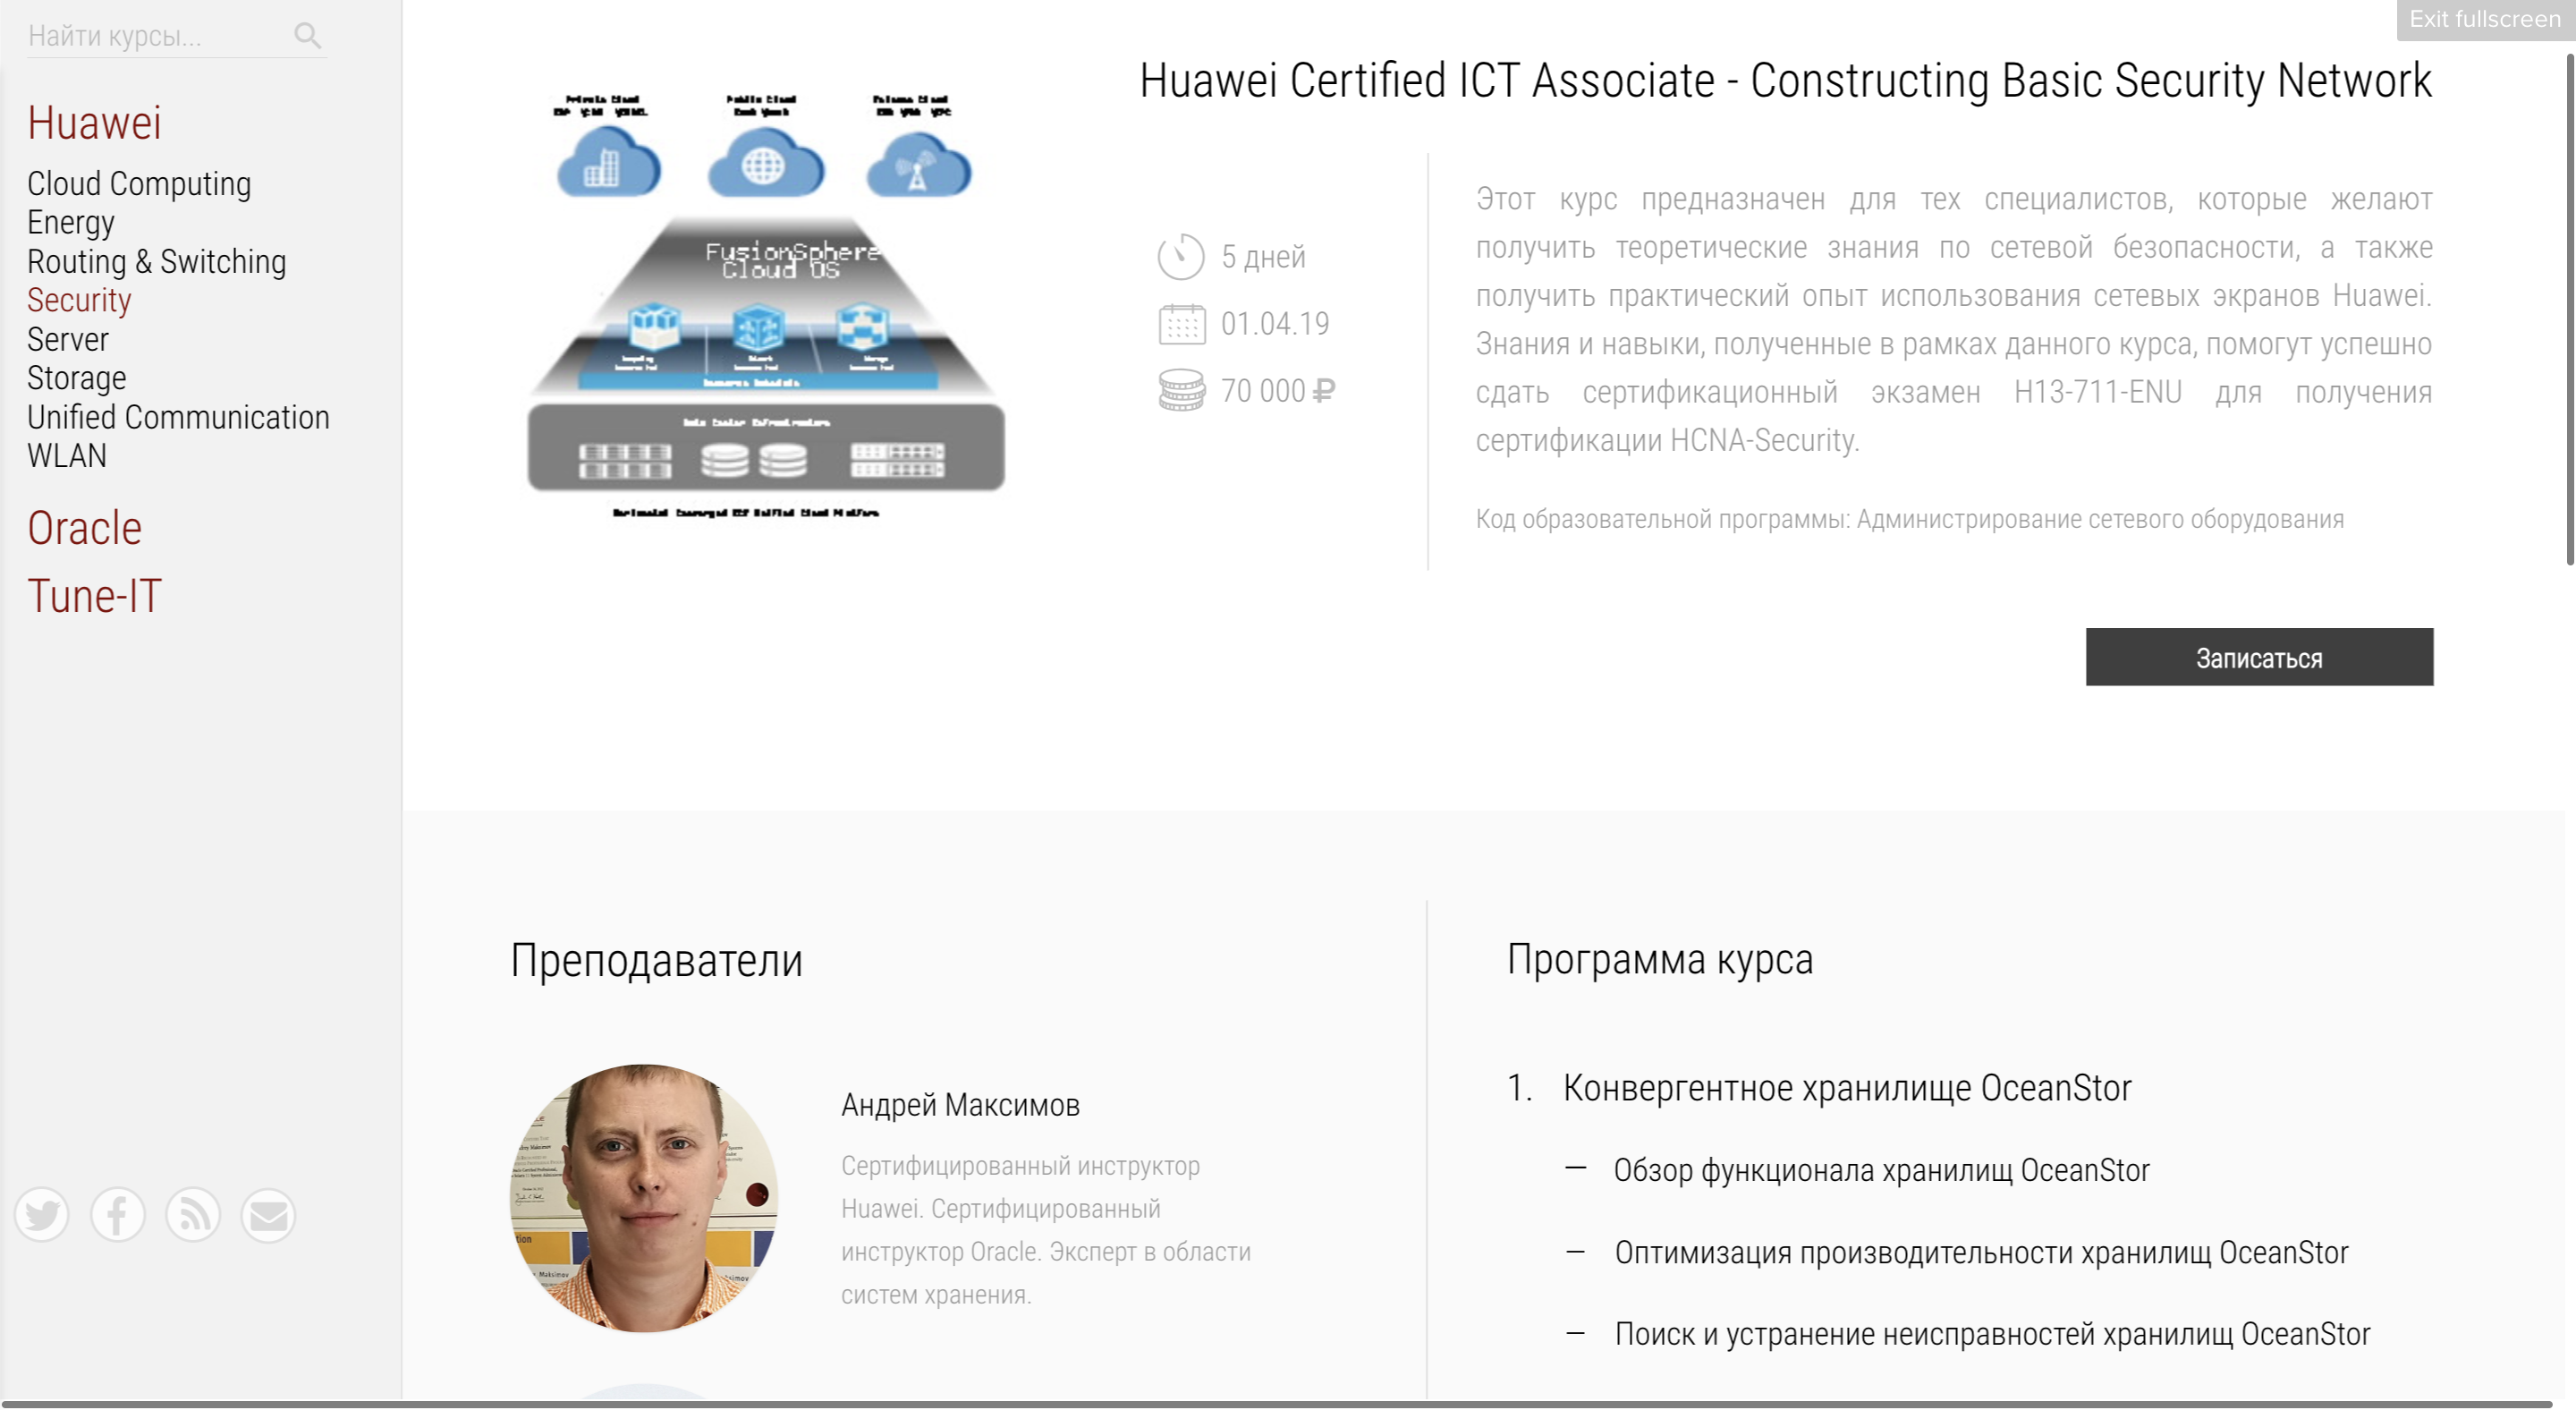 Exit fullscreen
Найти курсы...
Huawei
Cloud Computing
Energy
Routing & Switching
Security
Server
Storage
Unified Communication
WLAN
Oracle
Tune-IT
Private Cloud
Public Cloud
FusionSphere
Cloud OS
Huawei Certified ICT Associate - Constructing Basic Security Network
5 дней
01.04.19
70 000 ₽
Этот курс предназначен для тех специалистов, которые желают
получить теоретические знания по сетевой безопасности, а также
получить практический опыт использования сетевых экранов Huawei.
Знания и навыки, полученные в рамках данного курса, помогут успешно
сдать сертификационный экзамен H13-711-ENU для получения
сертификации HCNA-Security.
Код образовательной программы: Администрирование сетевого оборудования
Записаться
Преподаватели
Андрей Максимов
Сертифицированный инструктор
Huawei. Сертифицированный
инструктор Oracle. Эксперт в области
систем хранения.
Программа курса
1. Конвергентное хранилище OceanStor
— Обзор функционала хранилищ OceanStor
— Оптимизация производительности хранилищ OceanStor
— Поиск и устранение неисправностей хранилищ OceanStor